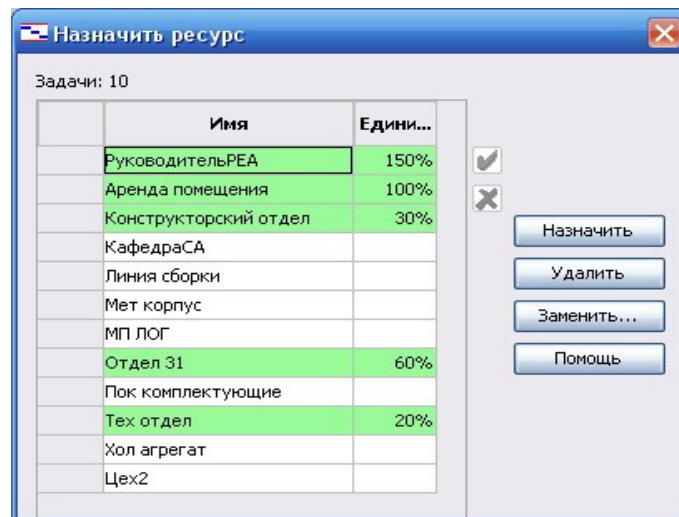 Назначить ресурс
Задачи: 10
Имя Едини...
РуководительРЕА 150%
Аренда помещения 100%
Конструкторский отдел 30%
КафедраСА
Линия сборки
Мет корпус
МП ЛОГ
Отдел 31 60%
Пок комплектующие
Тех отдел 20%
Хол агрегат
Цех2
Назначить
Удалить
Заменить...
Помощь